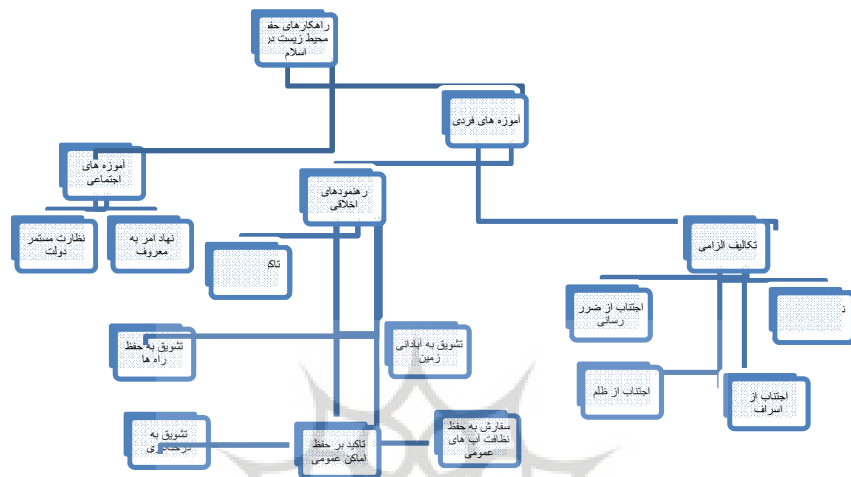 راهکارهای حفظ
محیط زیست در
اسلام
آموزه های فردی
آموزه های
اجتماعی
رهنمودهای
اخلاقی
نهاد امر به
معروف
نظارت مستمر
دولت
تکالیف الزامی
اجتناب از ضرر
رسانی
تشویق به آبادانی
زمین
تشویق به حفظ
راه ها
اجتناب از ظلم
اجتناب از
اسراف
سفارش به حفظ
نظافت آب های
عمومی
تاکید بر حفظ
اماکن عمومی
تشویق به